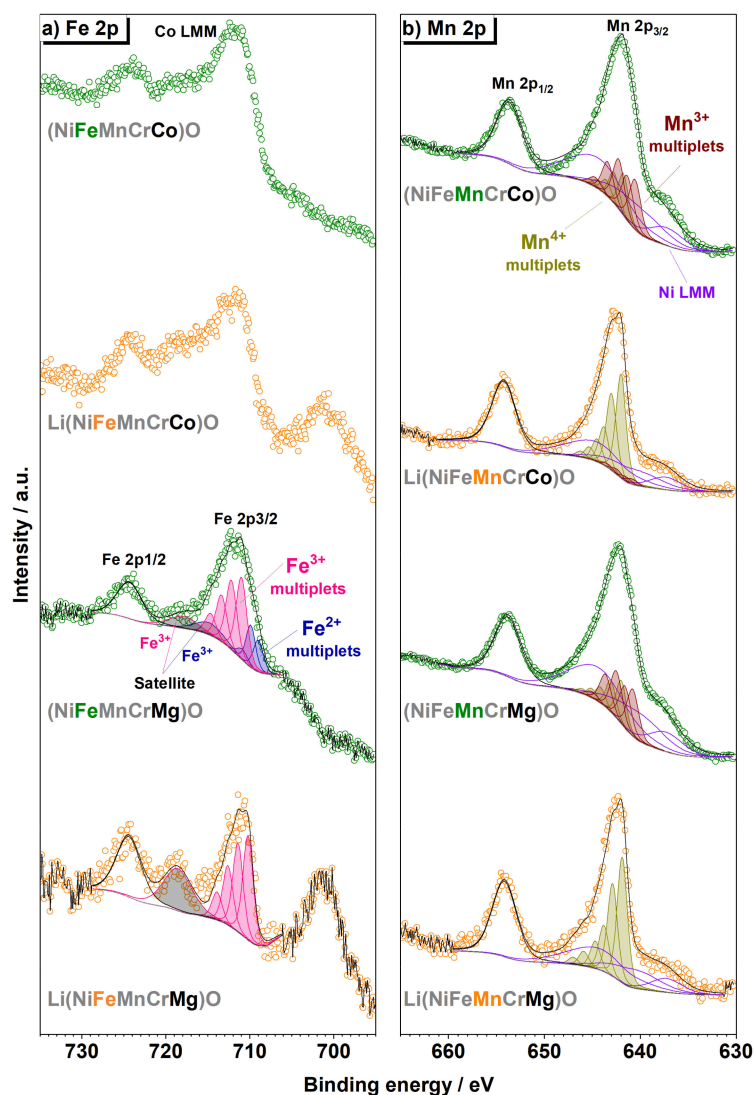 a) Fe 2p
Co LMM
(NiFeMnCrCo)O
Li(NiFeMnCrCo)O
Fe 2p3/2
Fe 2p1/2
Fe3+
multiplets
Fe2+
multiplets
Fe3+
Fe3+
Satellite
(NiFeMnCrMg)O
Li(NiFeMnCrMg)O
730
720
710
700
b) Mn 2p
Mn 2p3/2
Mn 2p1/2
Mn3+
multiplets
(NiFeMnCrCo)O
Mn4+
multiplets
Ni LMM
Li(NiFeMnCrCo)O
(NiFeMnCrMg)O
Li(NiFeMnCrMg)O
660
650
640
630
Intensity / a.u.
Binding energy / eV